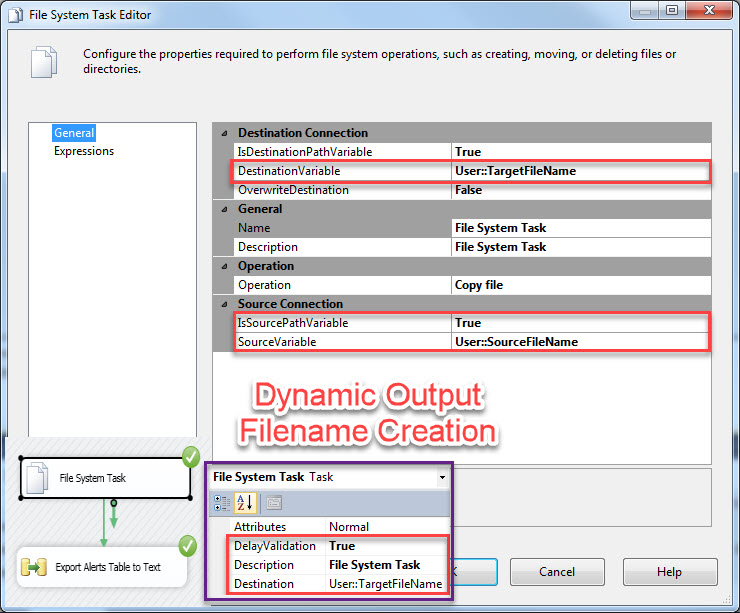 File System Task Editor
Configure the properties required to perform file system operations, such as creating, moving, or deleting files or
directories.
General
Expressions
Destination Connection
IsDestinationPathVariable True
DestinationVariable User::TargetFileName
OverwriteDestination False
General
Name File System Task
Description File System Task
Operation
Operation Copy file
Source Connection
IsSourcePathVariable True
SourceVariable User::SourceFileName
Dynamic Output
Filename Creation
File System Task
Export Alerts Table to Text
File System Task Task
Attributes Normal
DelayValidation True
Description File System Task
Destination User::TargetFileName
Cancel
Help